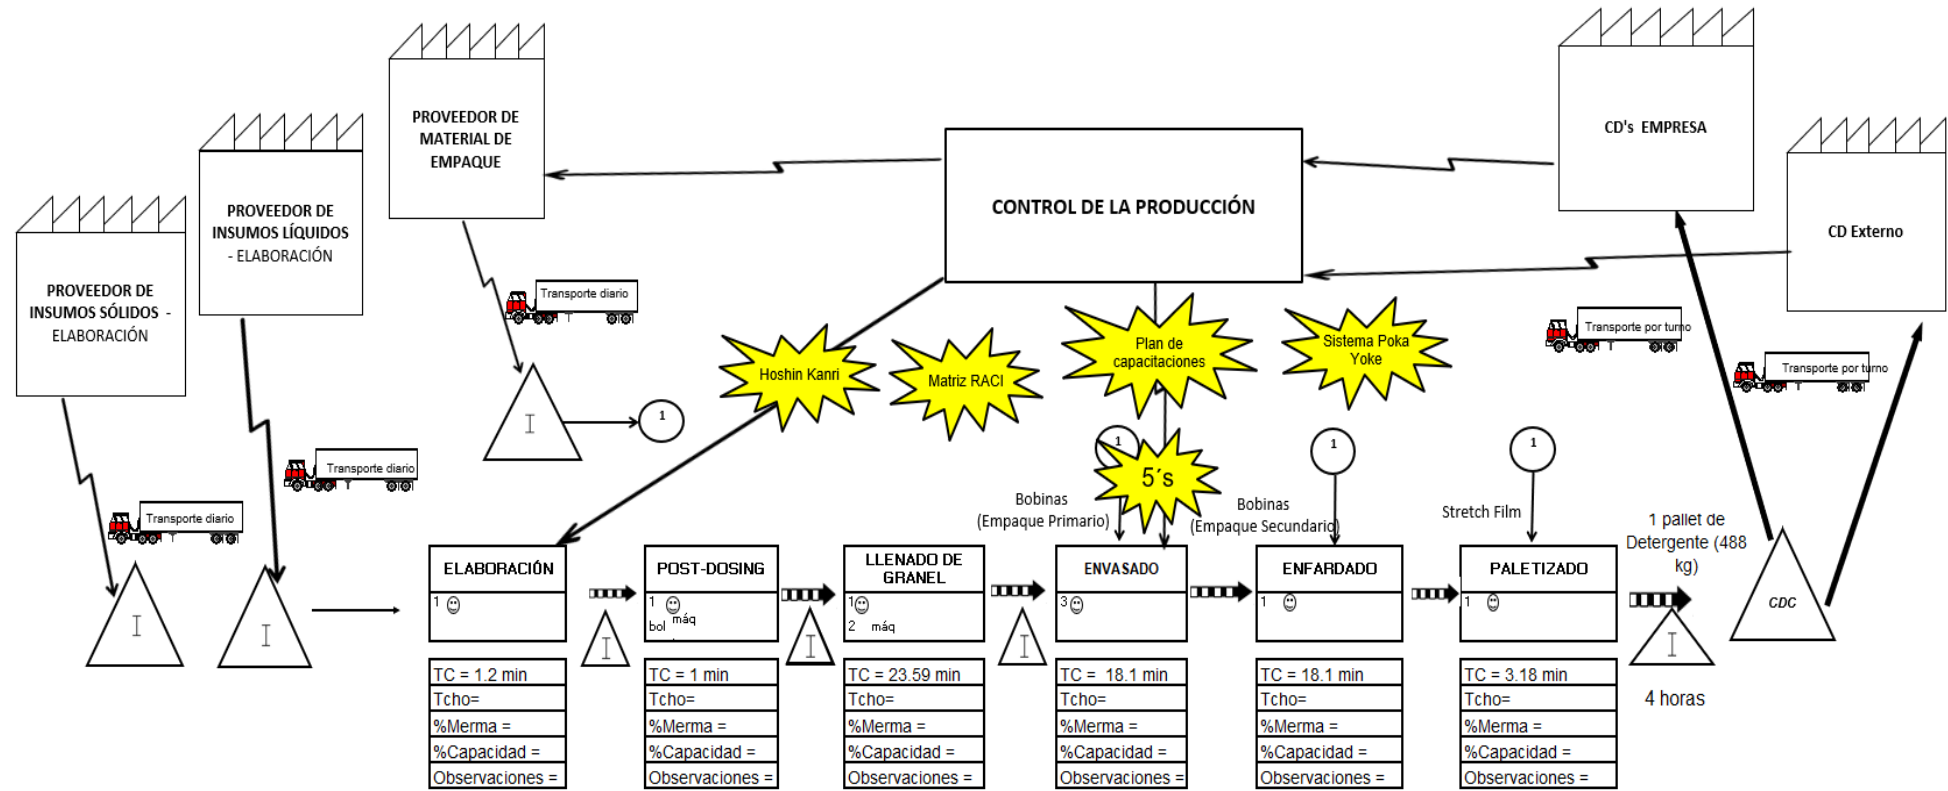 PROVEEDOR DE
MATERIAL DE
EMPAQUE
CD's EMPRESA
CD Externo
PROVEEDOR DE
INSUMOS LÍQUIDOS
- ELABORACIÓN
PROVEEDOR DE
INSUMOS SÓLIDOS -
ELABORACIÓN
CONTROL DE LA PRODUCCIÓN
Transporte diario
Transporte diario
Transporte diario
Transporte por turno
Transporte por turno
Hoshin Kanri
Matriz RACI
Plan de
capacitaciones
Sistema Poka
Yoke
5´s
I
1
1
1
1
Bobinas
(Empaque Primario)
Bobinas
(Empaque Secundario)
Stretch Film
1 pallet de
Detergente (488
kg)
I
I
CDC
ELABORACIÓN
1
POST-DOSING
1
máq
bol
LLENADO DE
GRANEL
1
2 máq
ENVASADO
3
ENFARDADO
1
PALETIZADO
1
I
I
I
I
4 horas
TC = 1.2 min
Tcho=
%Merma =
%Capacidad =
Observaciones =
TC = 1 min
Tcho=
%Merma =
%Capacidad =
Observaciones =
TC = 23.59 min
Tcho=
%Merma =
%Capacidad =
Observaciones =
TC = 18.1 min
Tcho=
%Merma =
%Capacidad =
Observaciones =
TC = 18.1 min
Tcho=
%Merma =
%Capacidad =
Observaciones =
TC = 3.18 min
Tcho=
%Merma =
%Capacidad =
Observaciones =